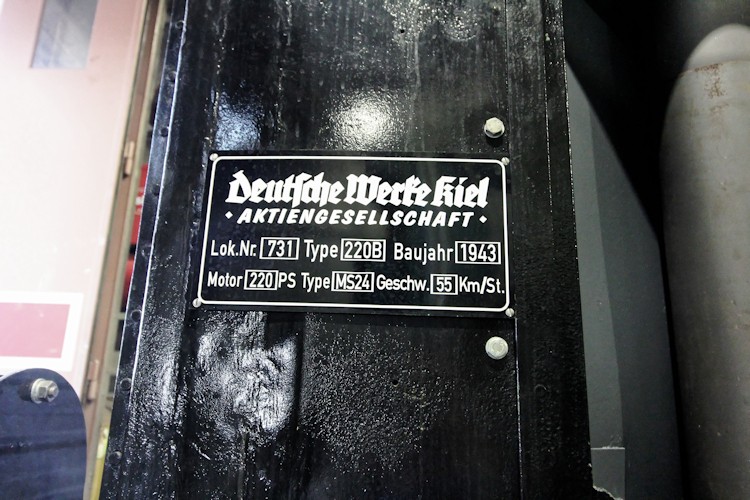 Deutsche Werke Kiel
• AKTIENGESELLSCHAFT •
Lok.Nr. 731 Type 220B Baujahr 1943
Motor 220 PS Type MS24 Geschw. 55 Km/St.